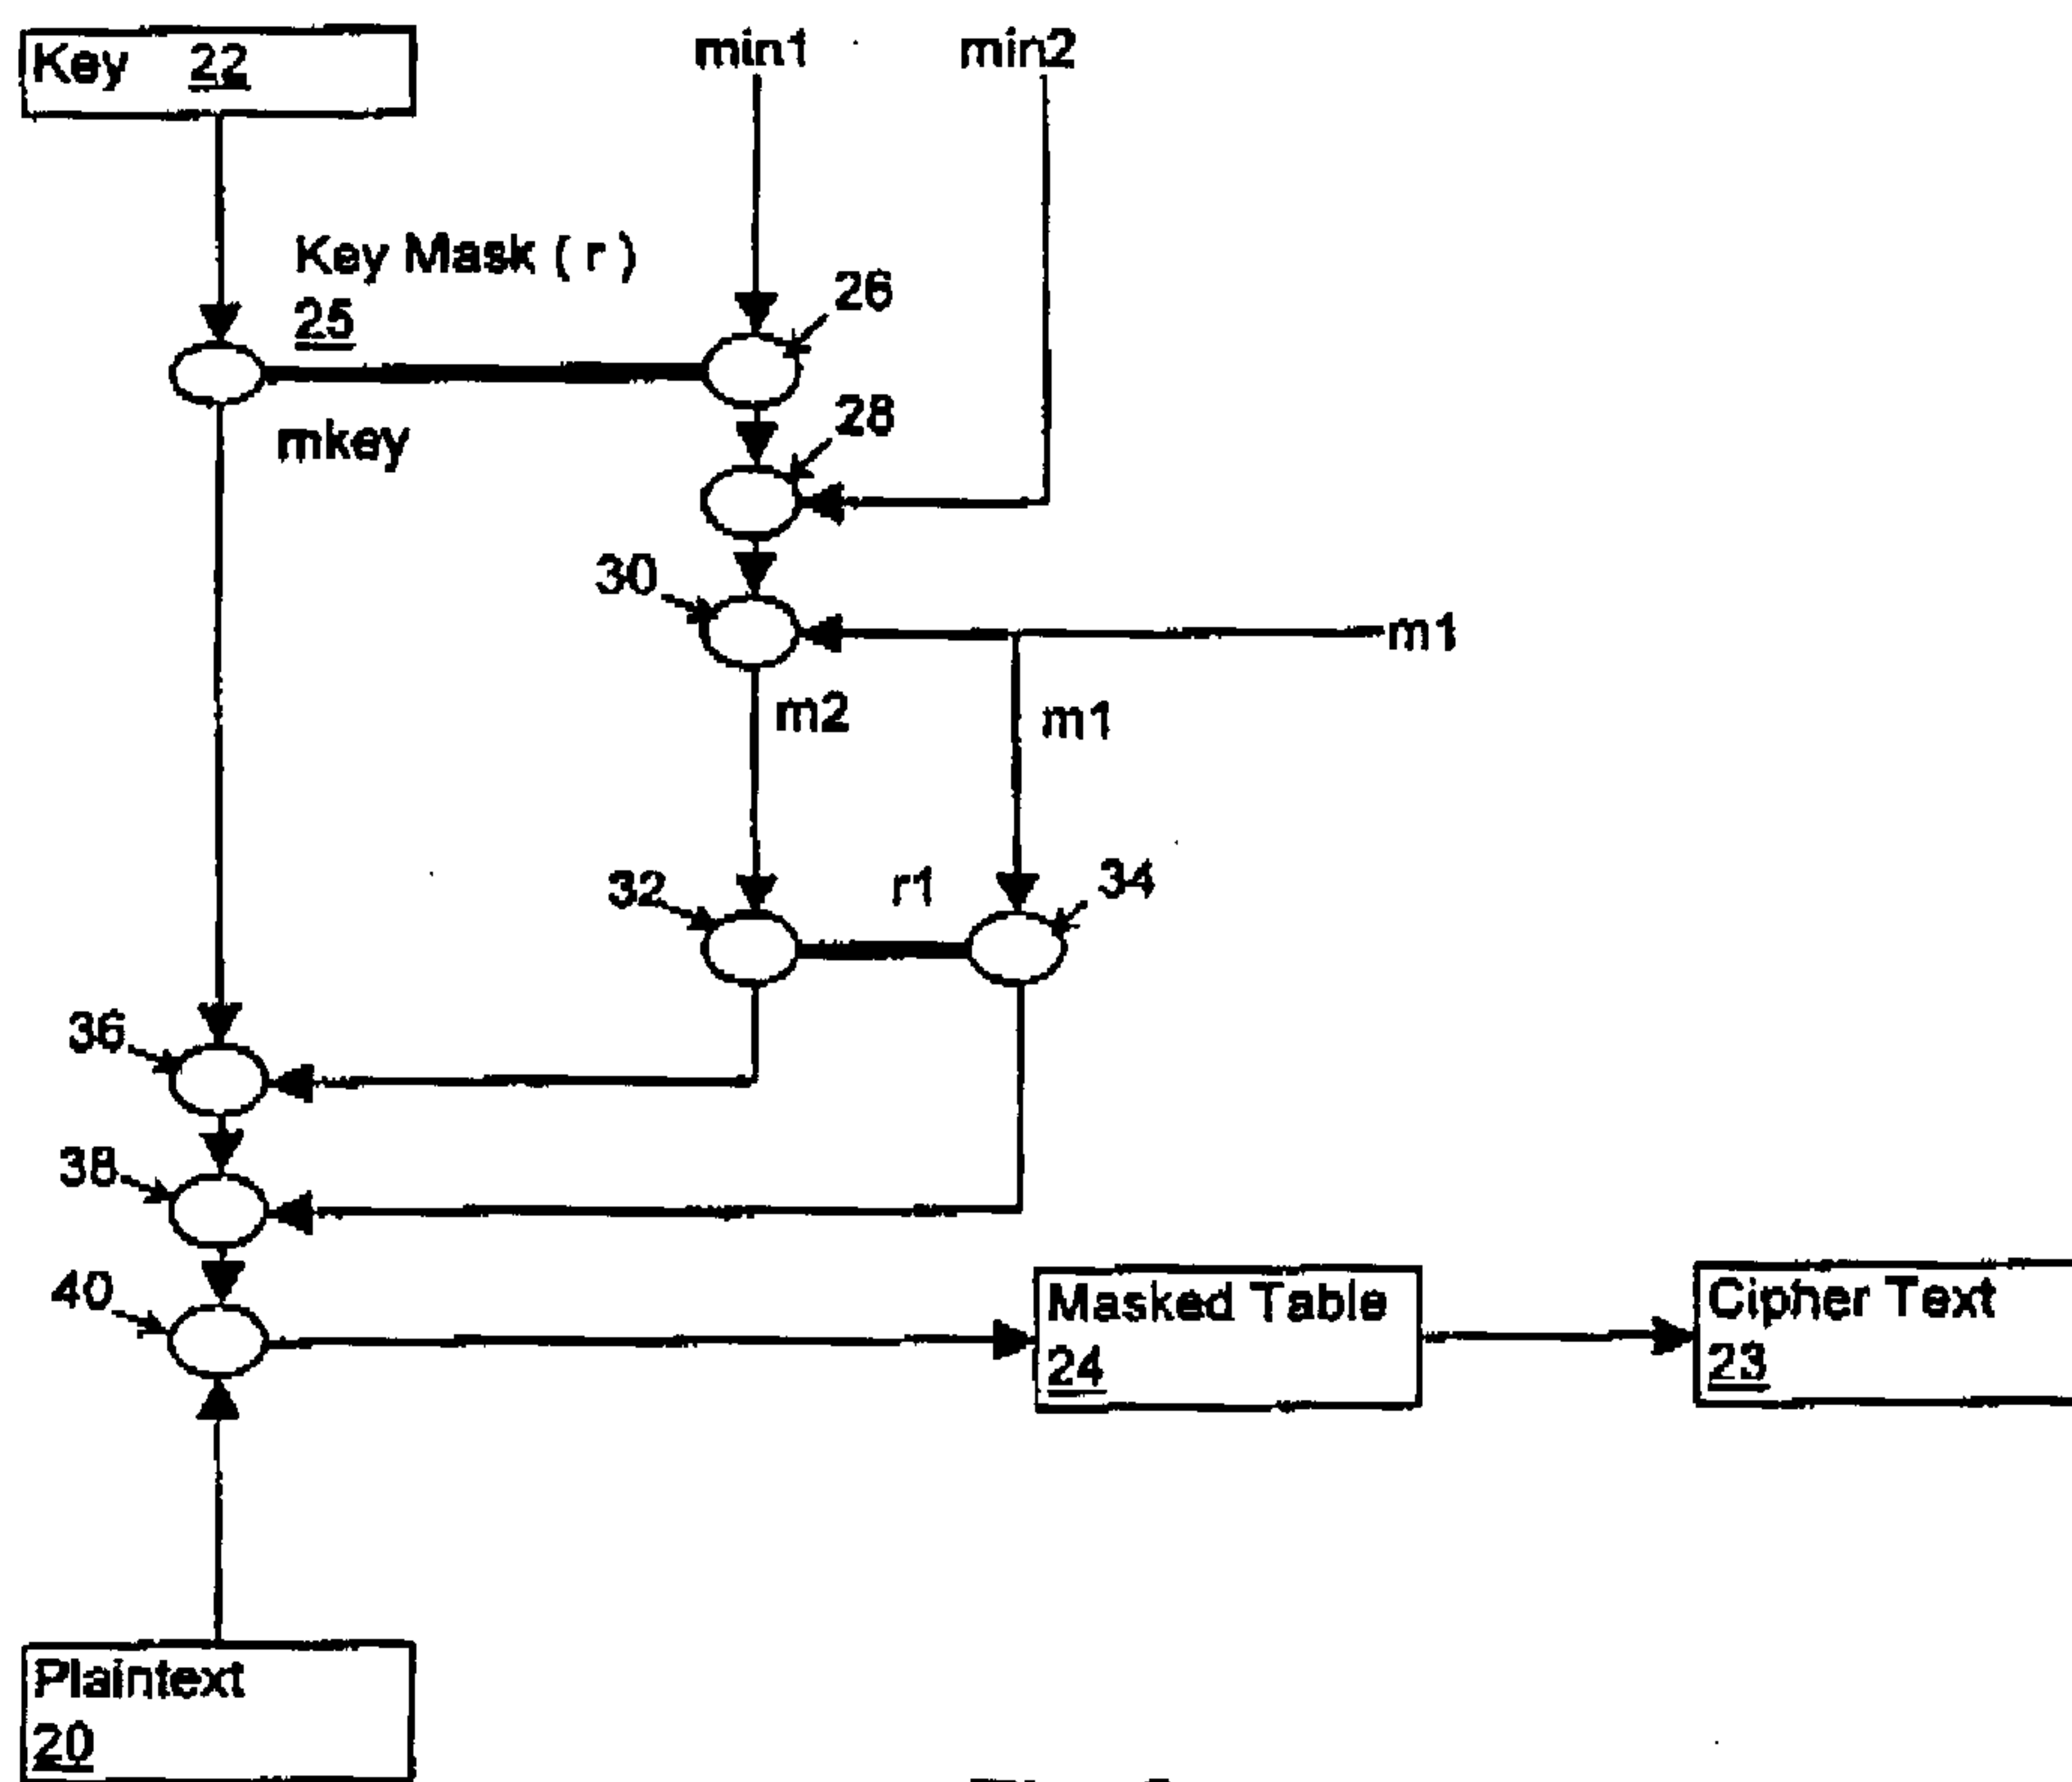 Key 22
min1
min2
Key Mask ( r )
25
26
mkey
28
30
m1
m2
m1
32
r1
34
36
38
40
Masked Table
24
Cipher Text
23
Plaintext
20